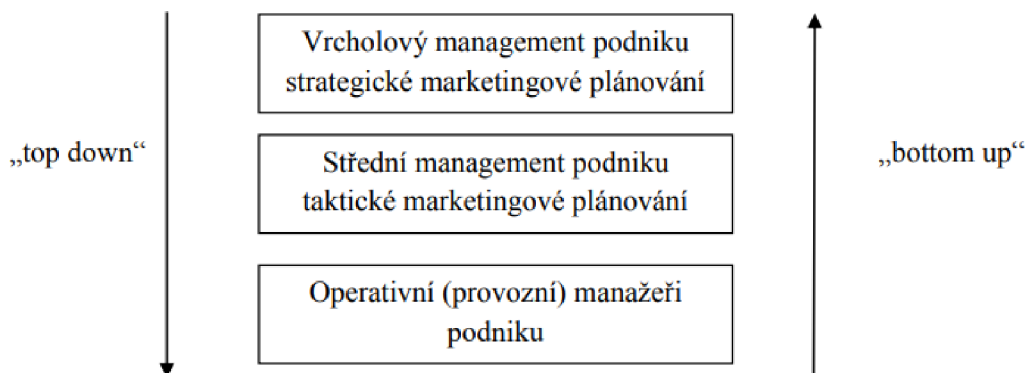 Vrcholový management podniku
strategické marketingové plánování
„top down“
Střední management podniku
taktické marketingové plánování
„bottom up“
Operativní (provozní) manažeři
podniku